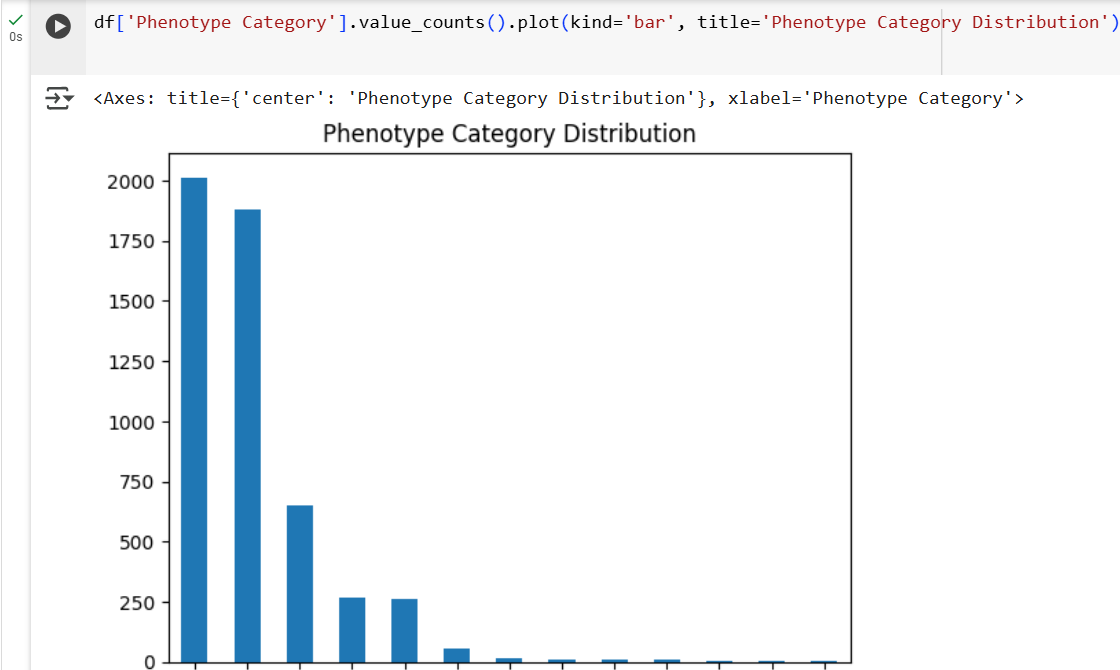 df['Phenotype Category'].value_counts().plot(kind='bar', title='Phenotype Category Distribution')
0s
<Axes: title={'center': 'Phenotype Category Distribution'}, xlabel='Phenotype Category'>
Phenotype Category Distribution
2000
1750
1500
1250
1000
750
500
250
0